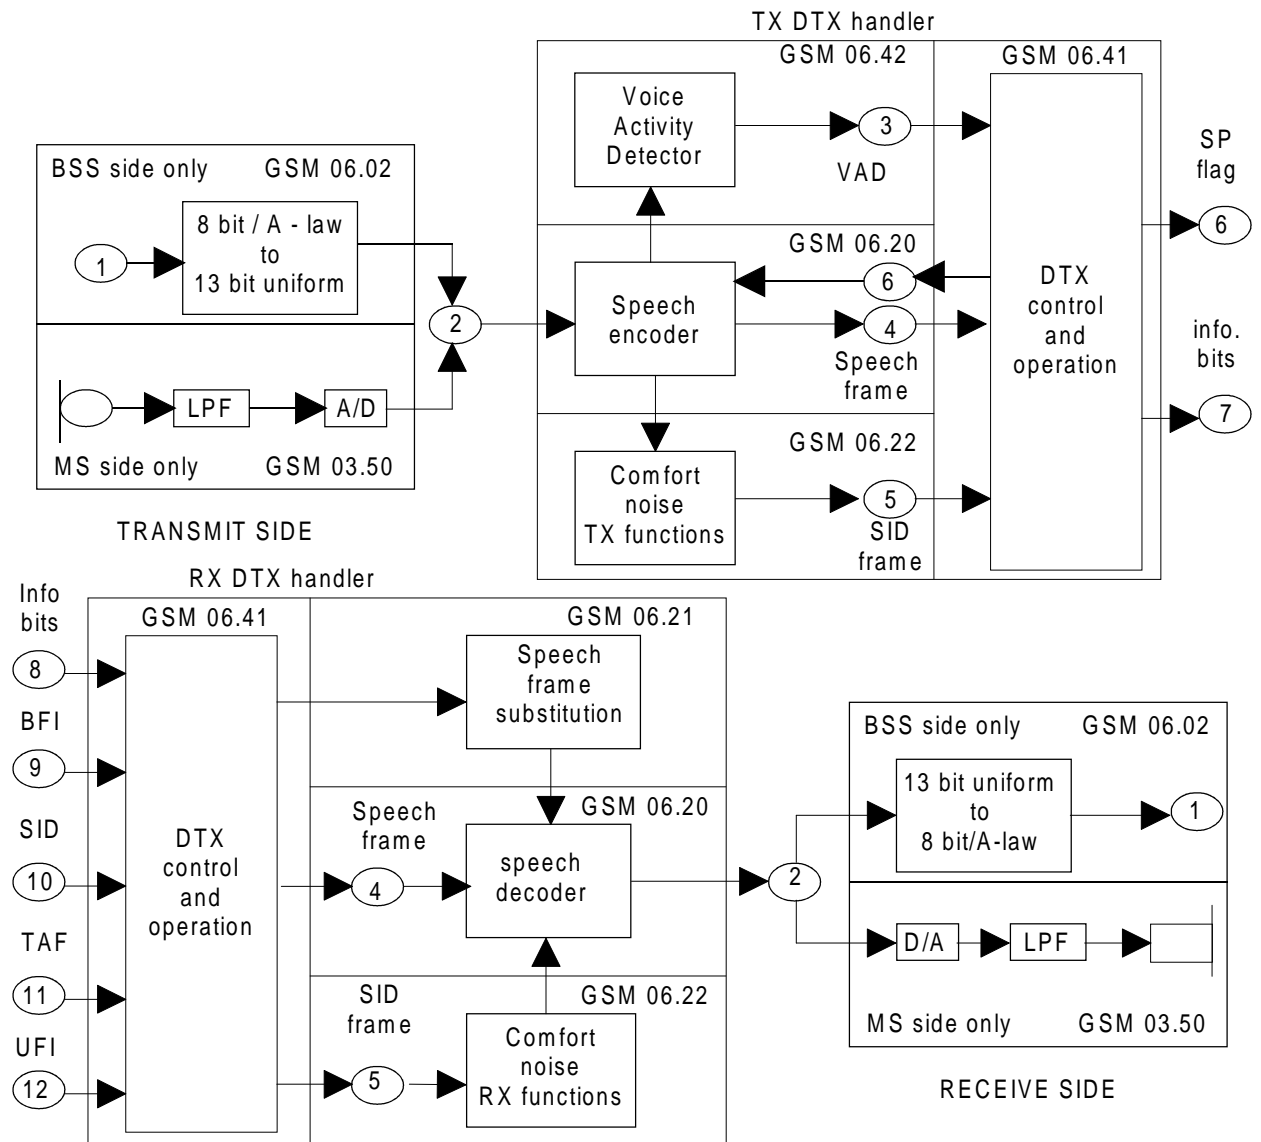 TX DTX handler
GSM 06.42
GSM 06.41
Voice
Activity
Detector
3
VAD
SP
flag
6
BSS side only
GSM 06.02
8 bit / A - law
to
13 bit uniform
1
2
GSM 06.20
6
Speech
encoder
4
Speech
frame
DTX
control
and
operation
info.
bits
7
LPF
A/D
MS side only
GSM 03.50
GSM 06.22
Comfort
noise
TX functions
5
SID
frame
TRANSMIT SIDE
RX DTX handler
Info
bits
8
BFI
9
SID
10
TAF
11
UFI
12
GSM 06.41
DTX
control
and
operation
GSM 06.21
Speech
frame
substitution
GSM 06.20
Speech
frame
4
speech
decoder
GSM 06.22
SID
frame
5
Comfort
noise
RX functions
2
BSS side only
GSM 06.02
13 bit uniform
to
8 bit/A-law
1
D/A
LPF
MS side only
GSM 03.50
RECEIVE SIDE